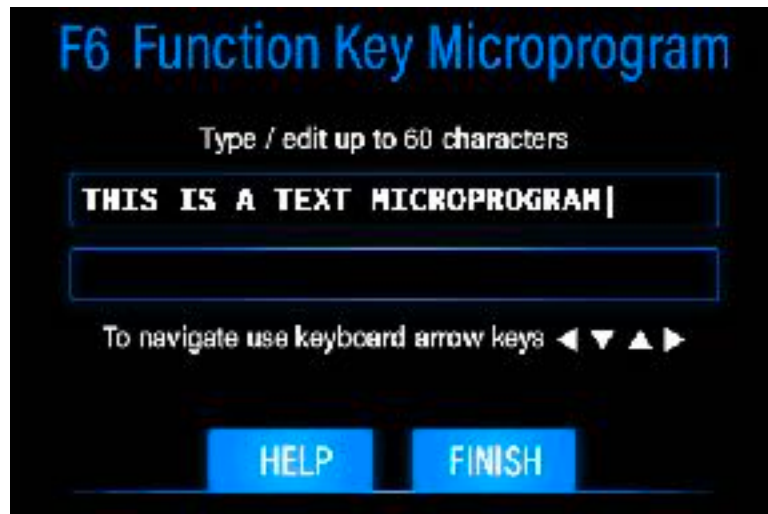 F6 Function Key Microprogram
Type / edit up to 60 characters
THIS IS A TEXT MICROPROGRAM|
To navigate use keyboard arrow keys ◀ ▼ ▲ ▶
HELP FINISH